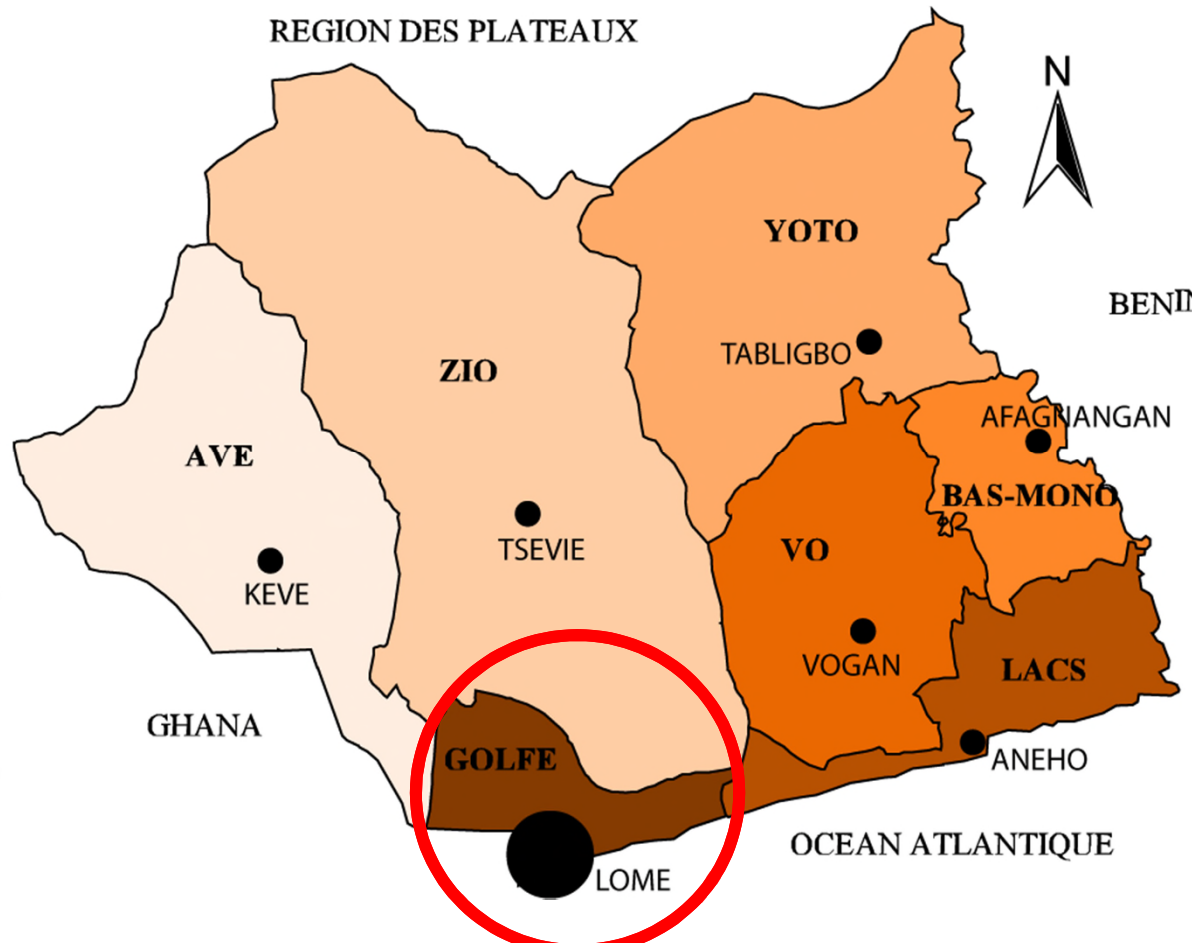 REGION DES PLATEAUX
N
YOTO
BENIN
TABLIGBO
ZIO
AFAGNANGAN
AVE
BAS-MONO
TSEVIE
VO
KEVE
VOGAN
LACS
GHANA
GOLFE
ANEHO
OCEAN ATLANTIQUE
LOME